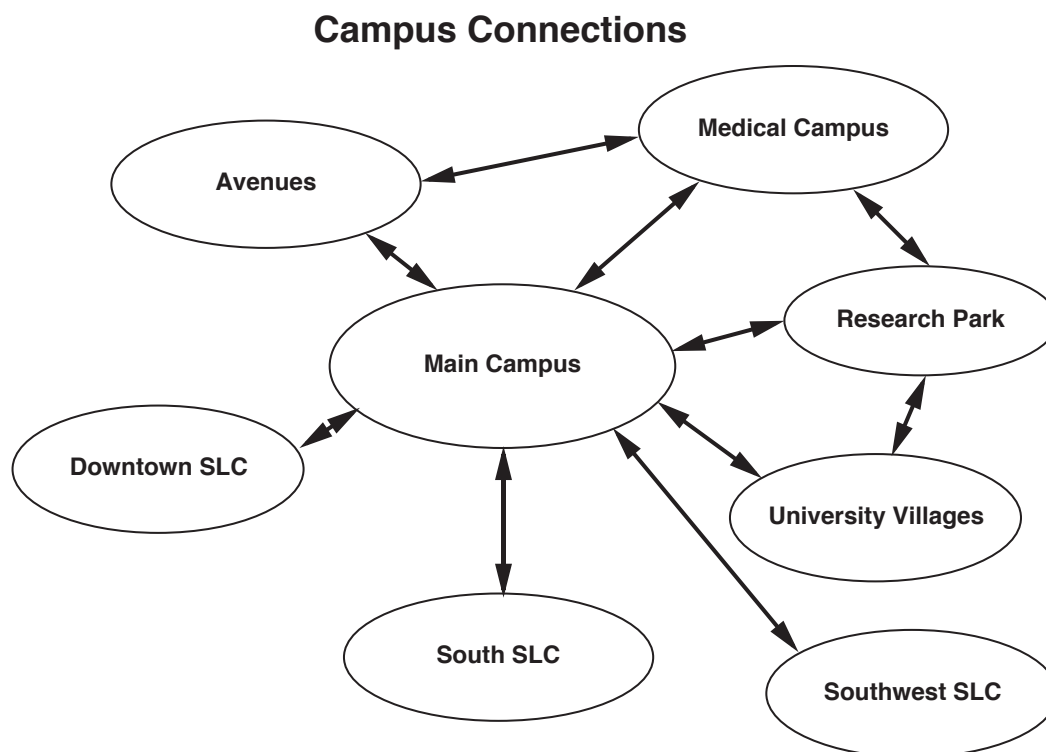 Campus Connections
Medical Campus
Avenues
Research Park
Main Campus
Downtown SLC
University Villages
South SLC
Southwest SLC